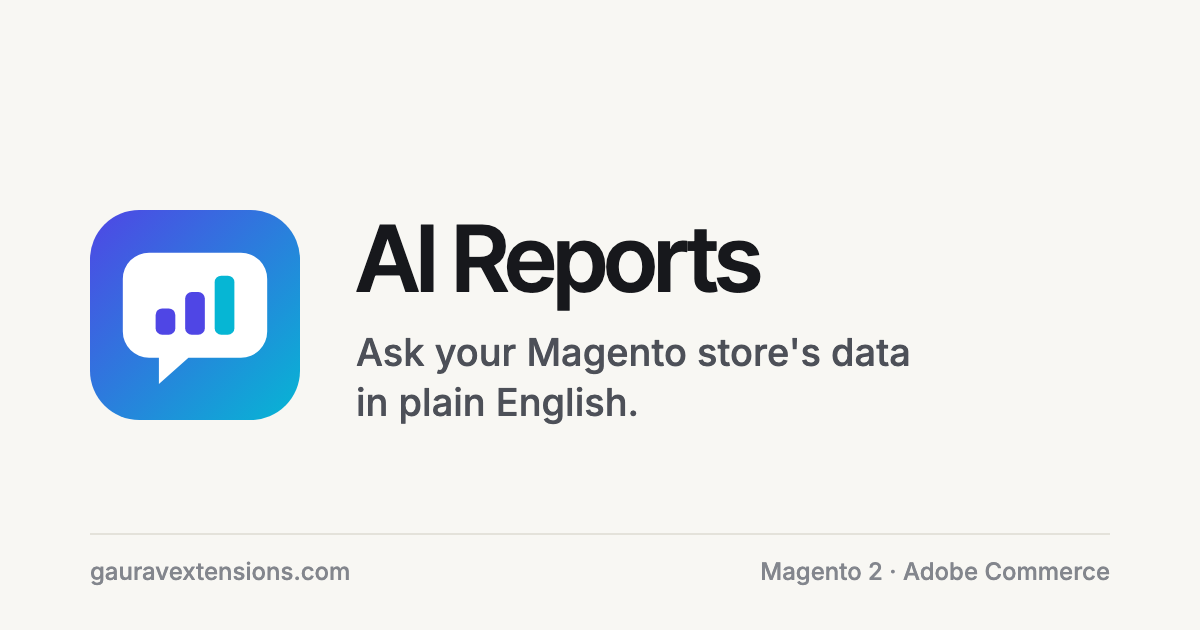 AI Reports
Ask your Magento store's data
in plain English.
gauravextensions.com
Magento 2 · Adobe Commerce